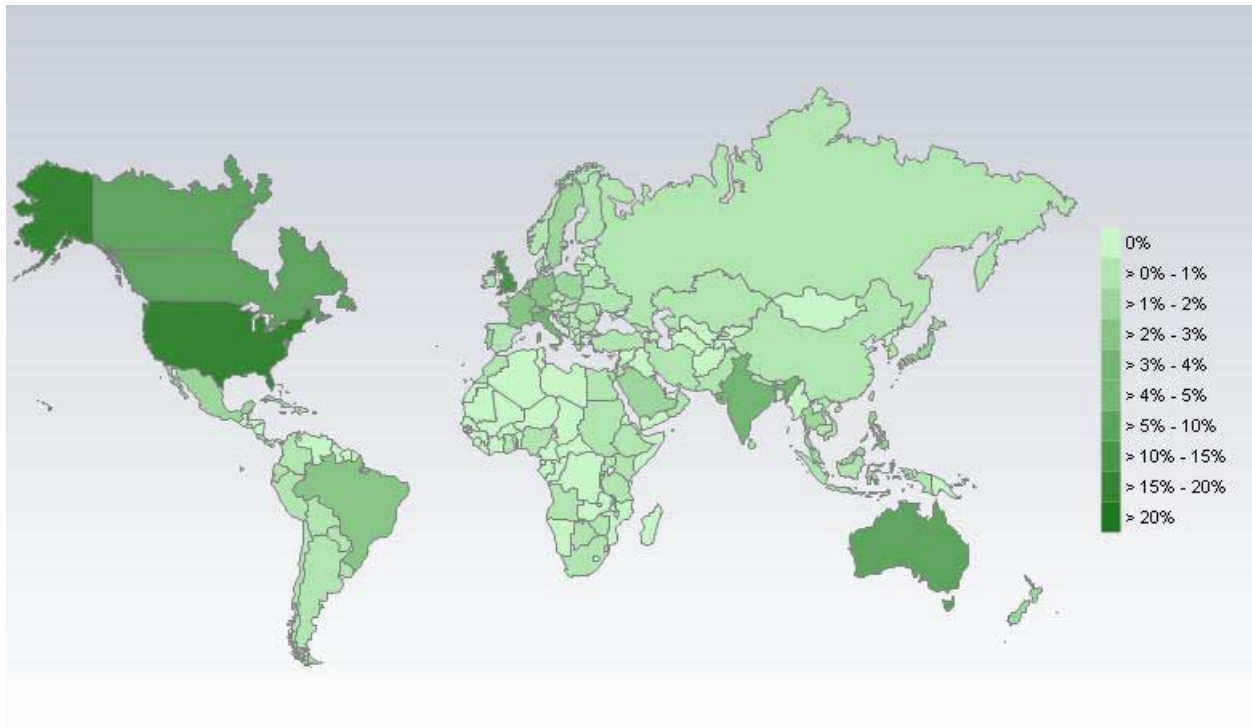 0%
> 0% - 1%
> 1% - 2%
> 2% - 3%
> 3% - 4%
> 4% - 5%
> 5% - 10%
> 10% - 15%
> 15% - 20%
> 20%